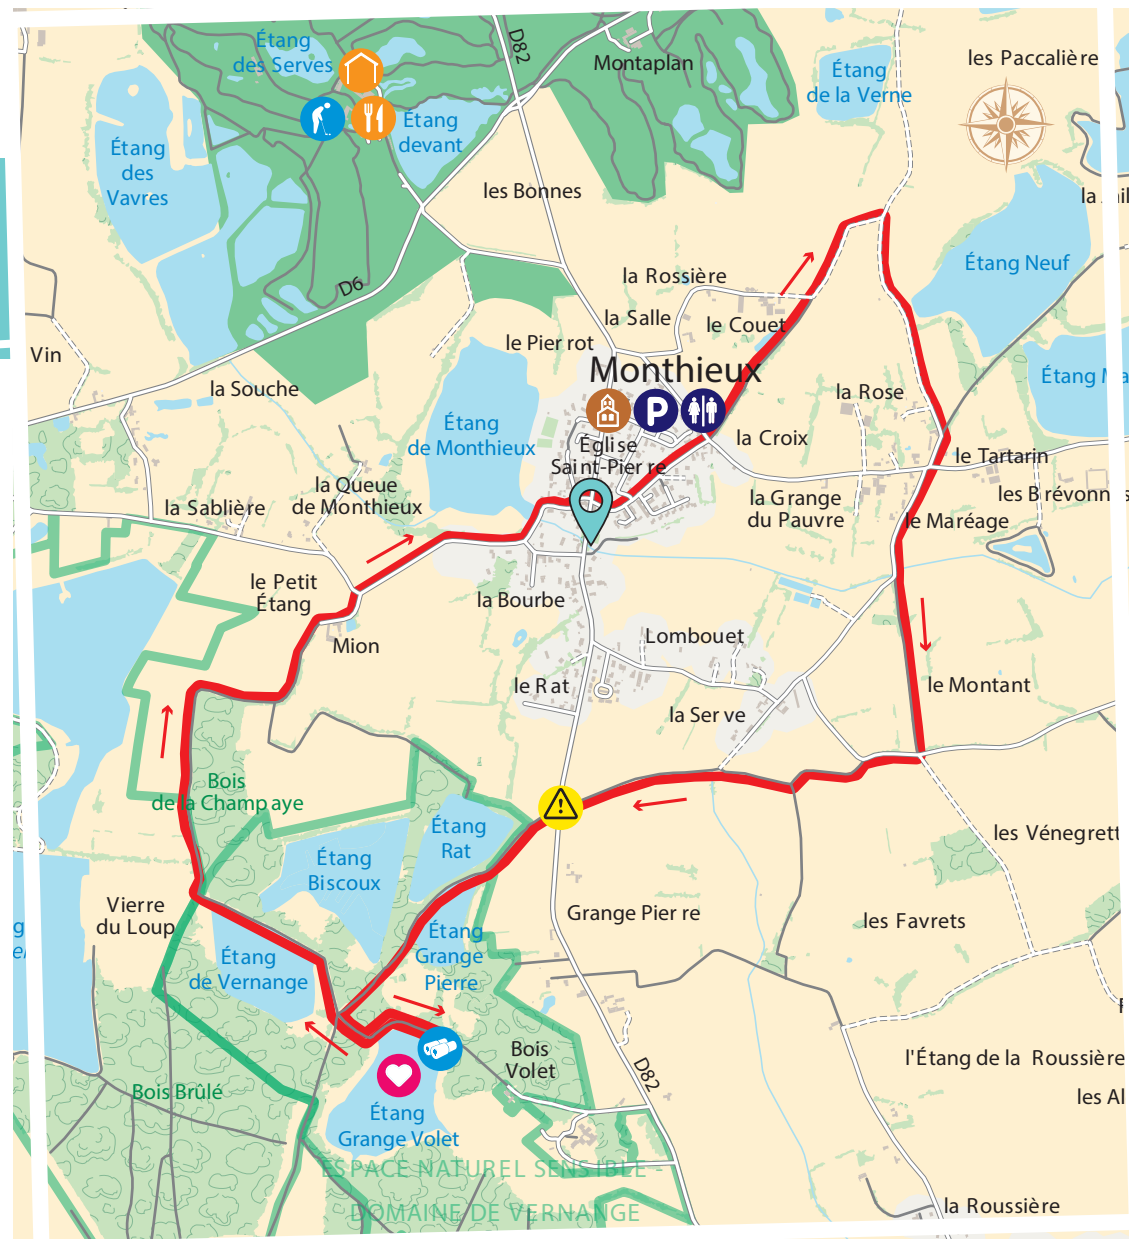 Étang
des Serves
D82
Montaplan
les Paccalière
Étang
de la Verne
Étang
devant
Étang
des
Vavres
les Bonnes
la Rossière
Étang Neuf
D6
la Salle
le Couet
le Pierrot
Vin
Monthieux
la Souche
Étang
la Rose
P
Étang
de Monthieux
la Croix
Église
Saint-Pierre
le Tartarin
la Queue
de Monthieux
la Sablière
la Grange
du Pauvre
les Brévonnes
le Maréage
le Petit
Étang
la Bourbe
Mion
Lombouet
le Rat
le Montant
la Serve
Bois
de la Champaye
Étang
Rat
Étang
Biscoux
les Vénegrett
Vierre
du Loup
Grange Pierre
les Favrets
Étang
Grange
Pierre
Étang
de Vernange
Bois
Volet
D82
l'Étang de la Roussière
Bois Brûlé
les Al
Étang
Grange Volet
ESPACE NATUREL SENSIBLE -
DOMAINE DE VERNANGE
la Roussière